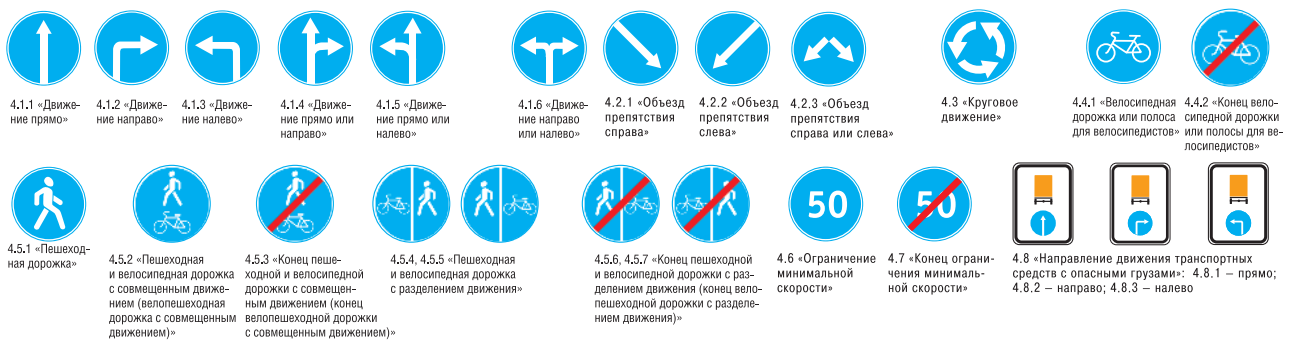 4.1.1 «Движе-
ние прямо»
4.1.2 «Движе-
ние направо»
4.1.3 «Движе-
ние налево»
4.1.4 «Движе-
ние прямо или
направо»
4.1.5 «Движе-
ние прямо или
налево»
4.1.6 «Движе-
ние направо
или налево»
4.2.1 «Объезд
препятствия
справа»
4.2.2 «Объезд
препятствия
слева»
4.2.3 «Объезд
препятствия
справа или слева»
4.3 «Круговое
движение»
4.4.1 «Велосипедная
дорожка или полоса
для велосипедистов»
4.4.2 «Конец вело-
сипедной дорожки
или полосы для ве-
лосипедистов»
4.5.1 «Пешеход-
ная дорожка»
4.5.2 «Пешеходная
и велосипедная дорожка
с совмещенным движе-
нием (велопешеходная
дорожка с совмещенным
движением)»
4.5.3 «Конец пеше-
ходной и велосипедной
дорожки с совмещен-
ным движением (конец
велопешеходной дорожки
с совмещенным движением)»
4.5.4, 4.5.5 «Пешеходная
и велосипедная дорожка
с разделением движения»
4.5.6, 4.5.7 «Конец пешеходной
и велосипедной дорожки с раз-
делением движения (конец вело-
пешеходной дорожки с разделе-
нием движения)»
50
4.6 «Ограничение
минимальной
скорости»
50
4.7 «Конец ограни-
чения минималь-
ной скорости»
4.8 «Направление движения транспортных
средств с опасными грузами»: 4.8.1 – прямо;
4.8.2 – направо; 4.8.3 – налево